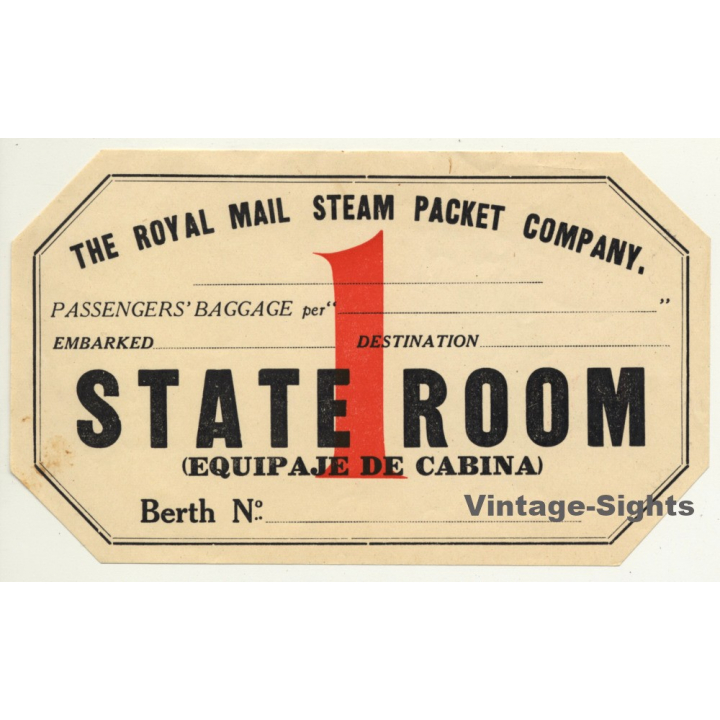 THE ROYAL MAIL STEAM PACKET COMPANY.
PASSENGERS' BAGGAGE per “ ”
EMBARKED DESTINATION
1
STATE ROOM
(EQUIPAJE DE CABINA)
Berth Nº
Vintage-Sights